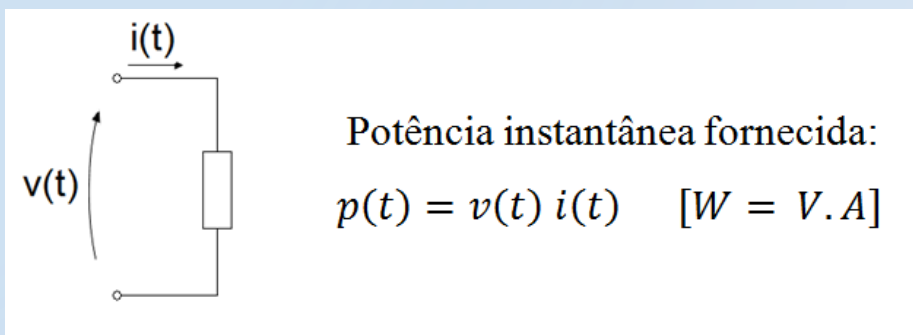 i(t)
v(t)
Potência instantânea fornecida:
p(t) = v(t) i(t) [W = V.A]